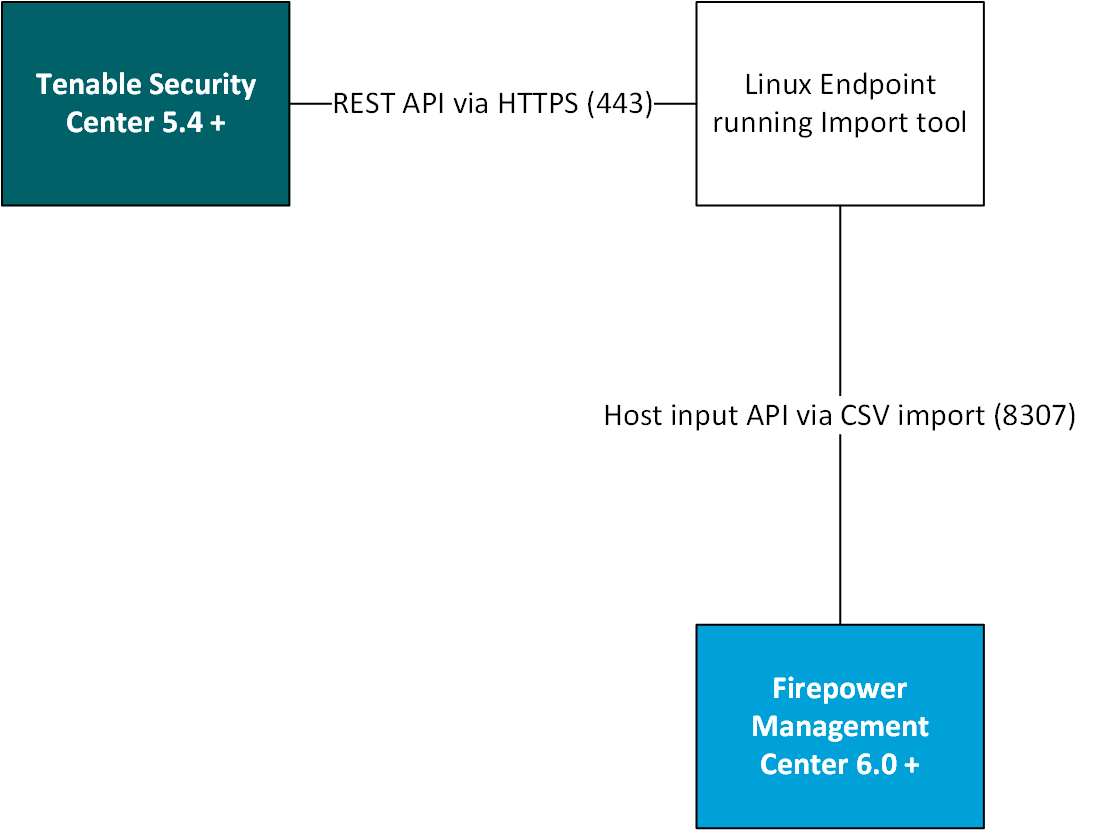 Tenable Security
Center 5.4 +
REST API via HTTPS (443)
Linux Endpoint
running Import tool
Host input API via CSV import (8307)
Firepower
Management
Center 6.0 +